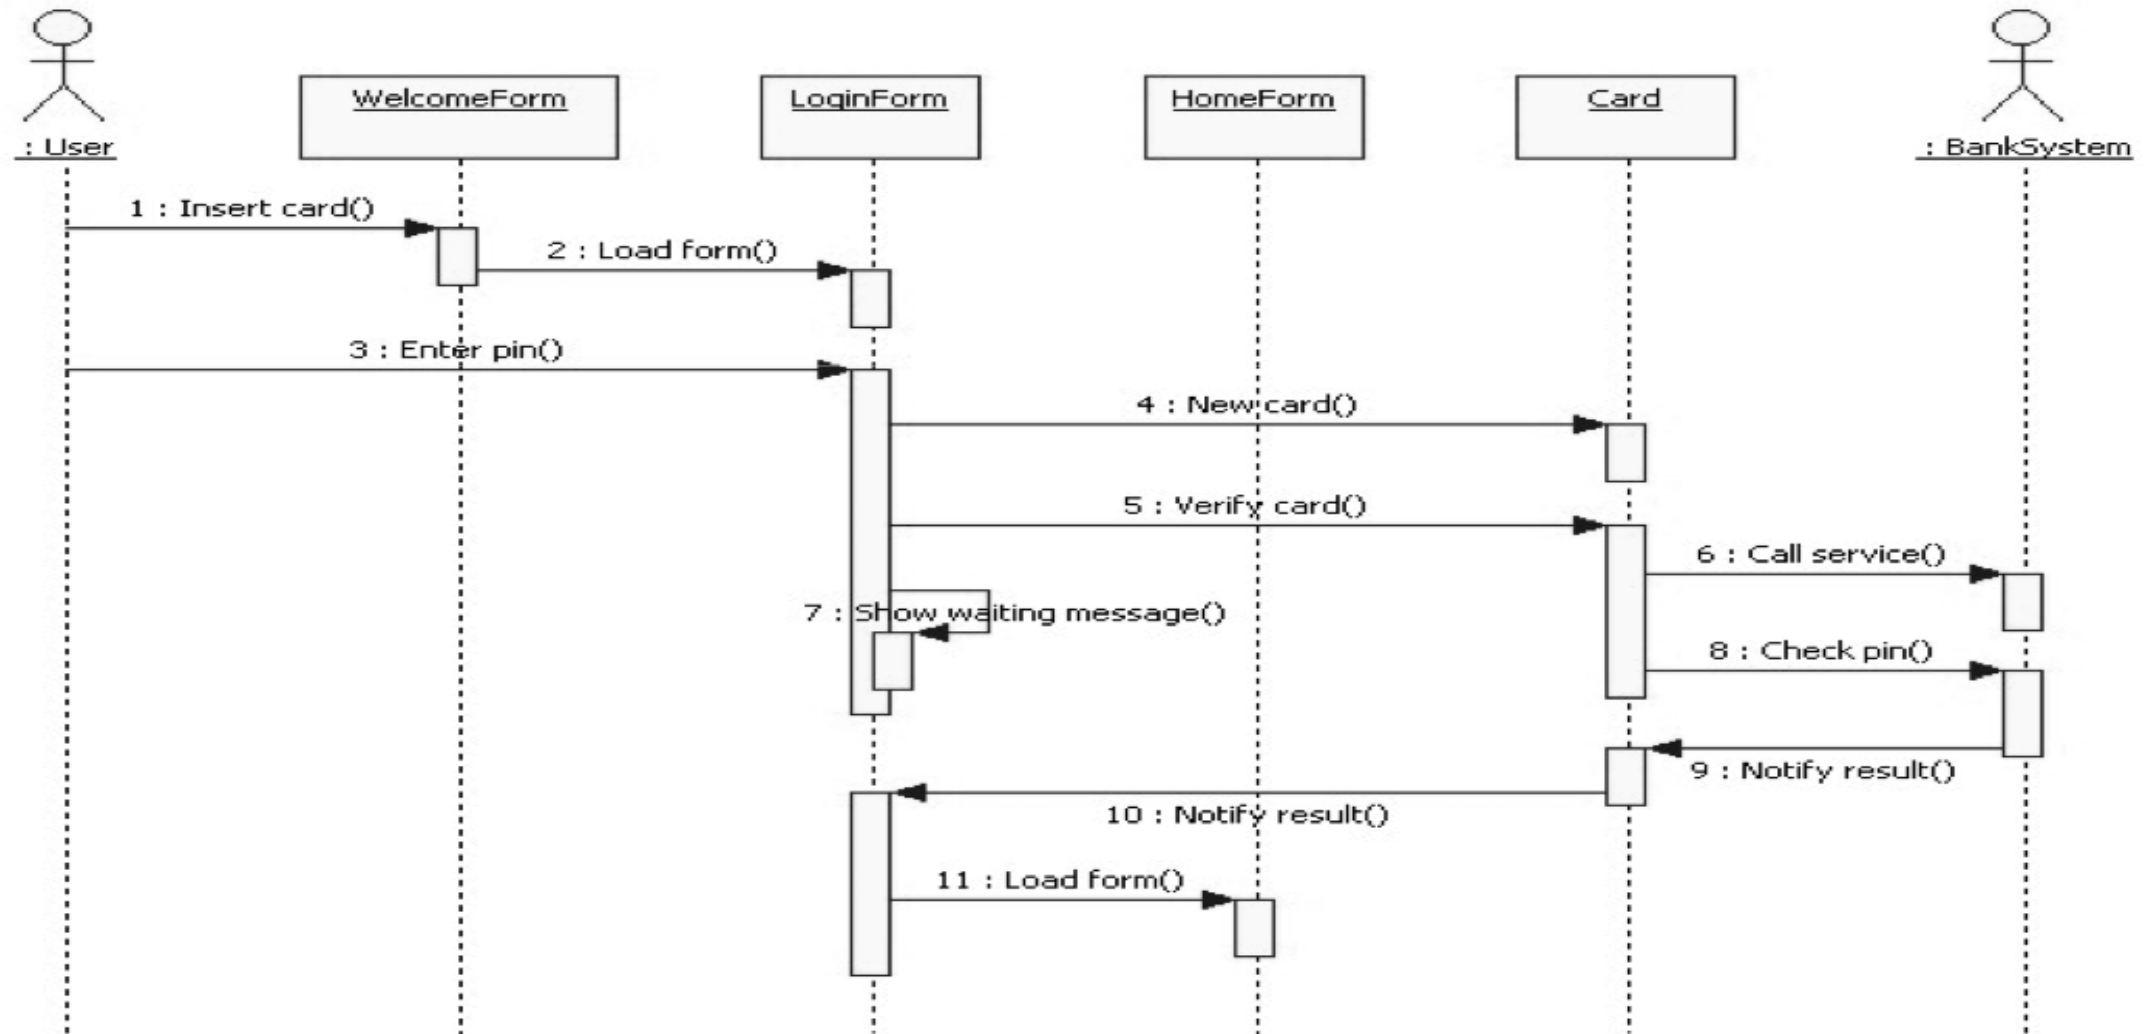 WelcomeForm
LoginForm
HomeForm
Card
: User
: BankSystem
1 : Insert card()
2 : Load form()
3 : Enter pin()
4 : New card()
5 : Verify card()
6 : Call service()
7 : Show waiting message()
8 : Check pin()
9 : Notify result()
10 : Notify result()
11 : Load form()